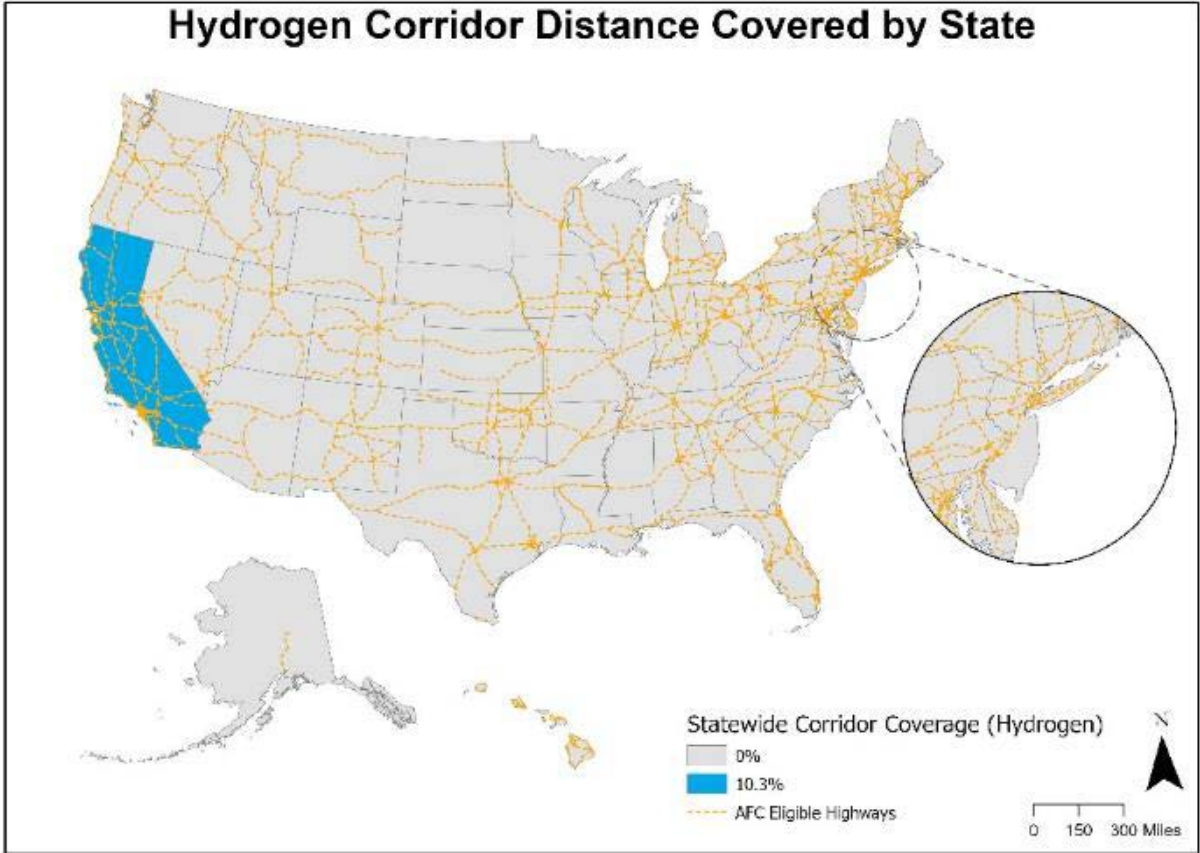 Hydrogen Corridor Distance Covered by State
Statewide Corridor Coverage (Hydrogen)
0%
10.3%
AFC Eligible Highways
N
0 150 300 Miles